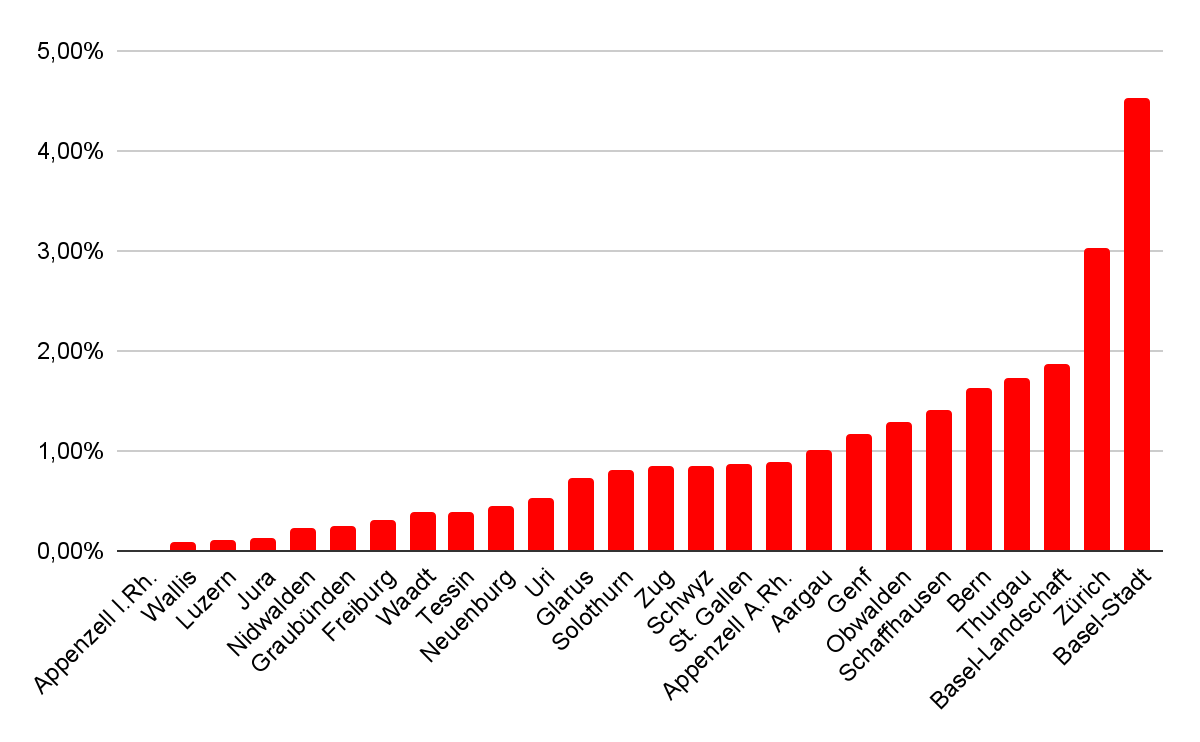 5,00%
4,00%
3,00%
2,00%
1,00%
0,00%
Appenzell I.Rh.
Wallis
Luzern
Jura
Nidwalden
Graubünden
Freiburg
Waadt
Tessin
Neuenburg
Uri
Glarus
Solothurn
Zug
Schwyz
St. Gallen
Appenzell A.Rh.
Aargau
Genf
Obwalden
Schaffhausen
Bern
Thurgau
Basel-Landschaft
Zürich
Basel-Stadt